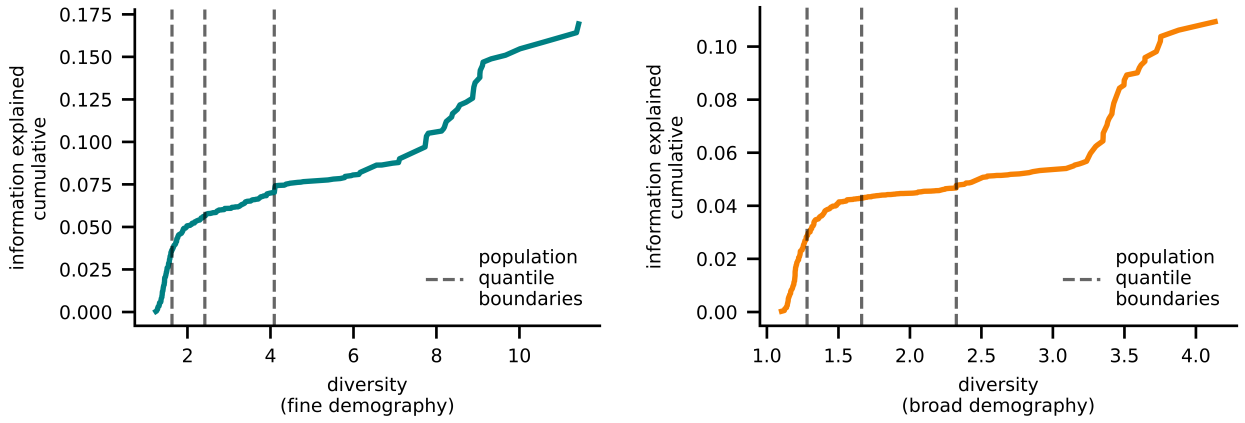 0.175
0.150
0.125
0.100
0.075
0.050
0.025
0.000
information explained
cumulative
2
4
6
8
10
diversity
(fine demography)
population
quantile
boundaries
0.10
0.08
0.06
0.04
0.02
0.00
information explained
cumulative
1.0
1.5
2.0
2.5
3.0
3.5
4.0
diversity
(broad demography)
population
quantile
boundaries